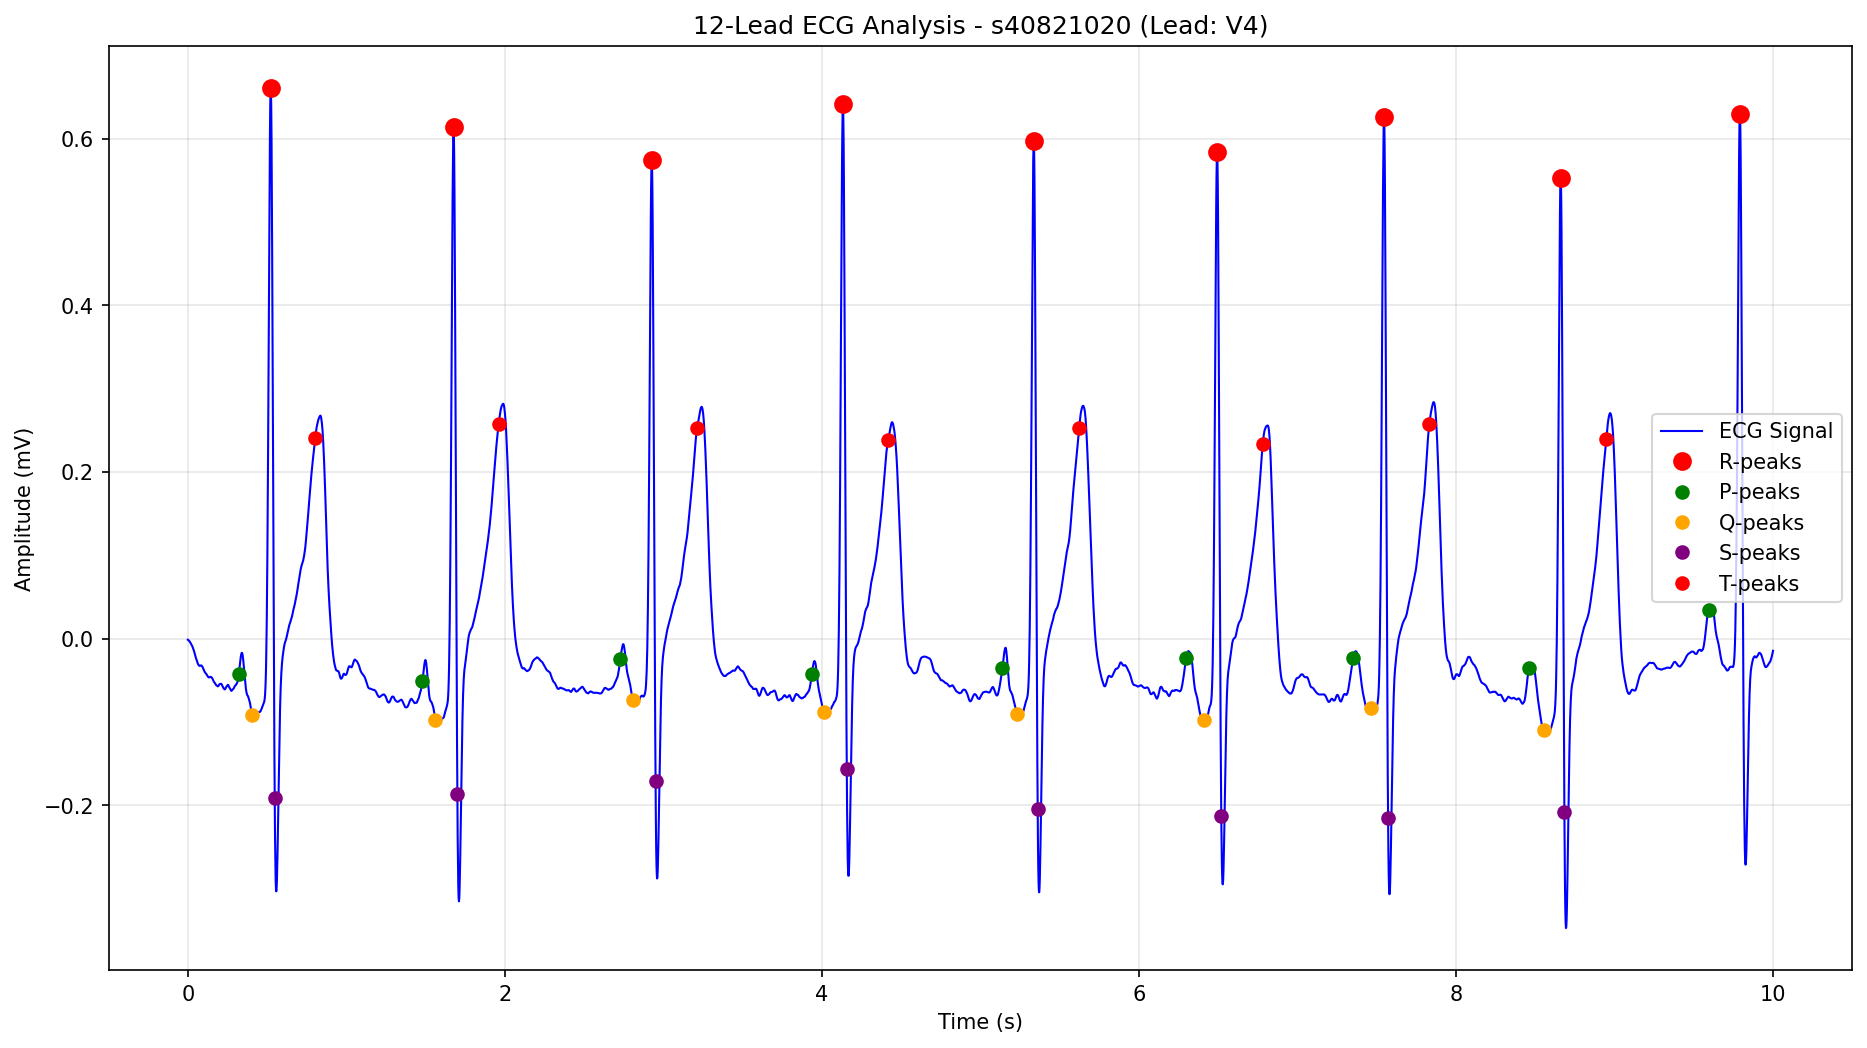 12-Lead ECG Analysis - s40821020 (Lead: V4)
Amplitude (mV)
0.6
0.4
0.2
0.0
−0.2
ECG Signal
R-peaks
P-peaks
Q-peaks
S-peaks
T-peaks
0 2 4 6 8 10
Time (s)